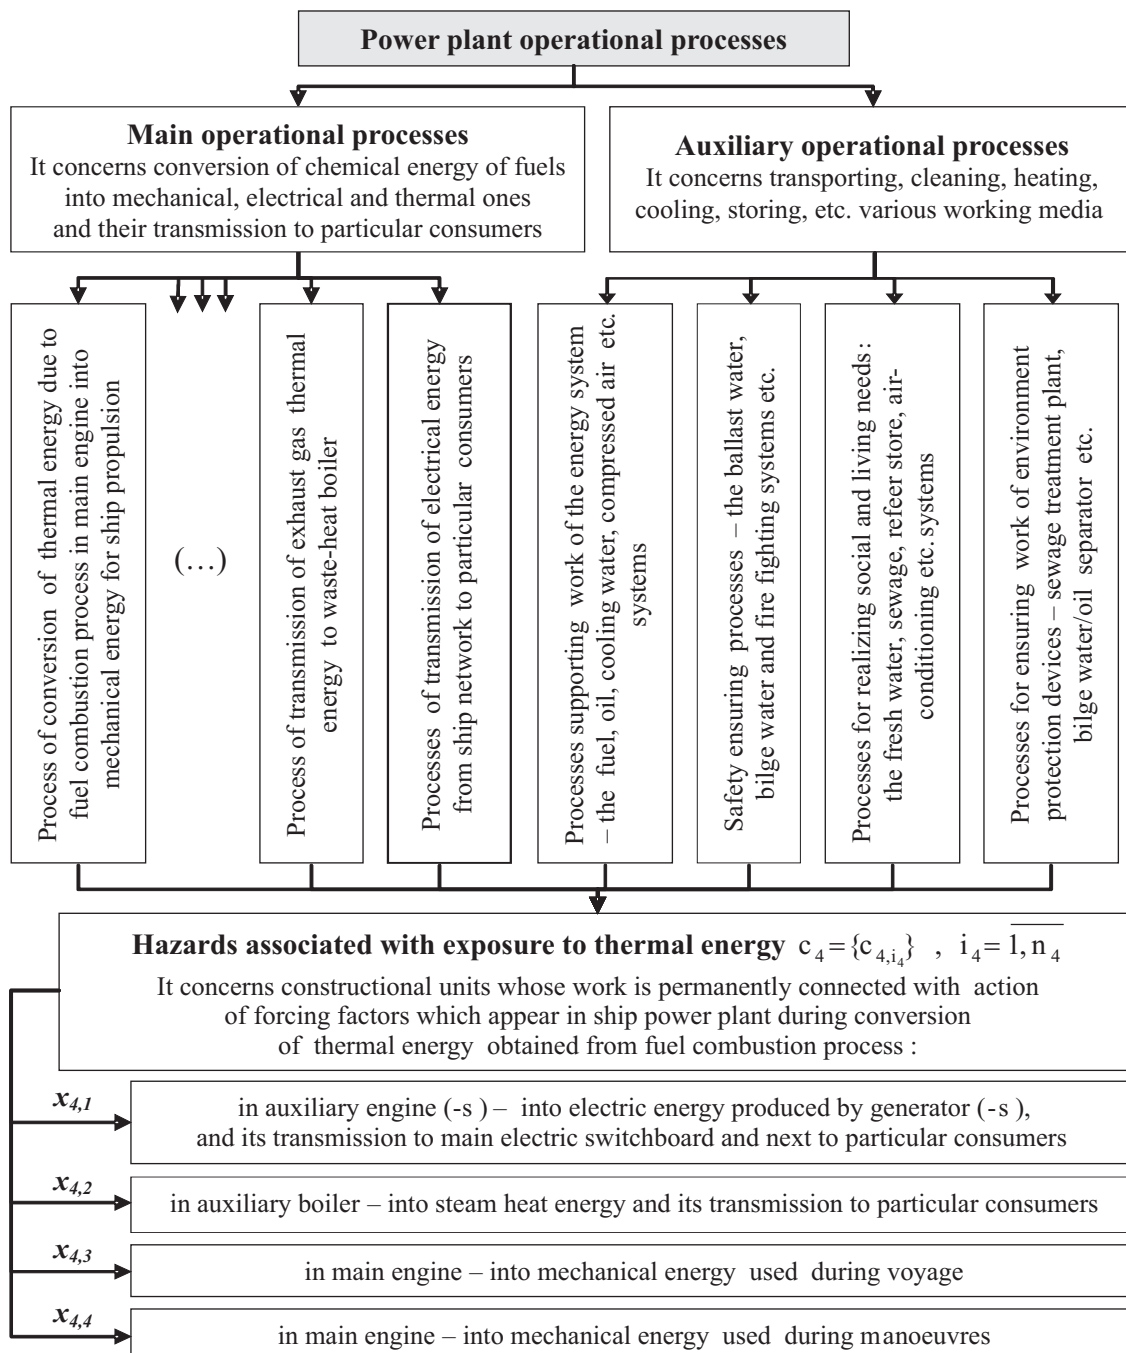 Power plant operational processes
Main operational processes
It concerns conversion of chemical energy of fuels
into mechanical, electrical and thermal ones
and their transmission to particular consumers
Auxiliary operational processes
It concerns transporting, cleaning, heating,
cooling, storing, etc. various working media
Process of conversion of thermal energy due to
fuel combustion process in main engine into
mechanical energy for ship propulsion
(...)
Process of transmission of exhaust gas thermal
energy to waste-heat boiler
Processes of transmission of electrical energy
from ship network to particular consumers
Processes supporting work of the energy system
– the fuel, oil, cooling water, compressed air etc.
systems
Safety ensuring processes – the ballast water,
bilge water and fire fighting systems etc.
Processes for realizing social and living needs :
the fresh water, sewage, refer store, air-
conditioning etc. systems
Processes for ensuring work of environment
protection devices – sewage treatment plant,
bilge water/oil separator etc.
Hazards associated with exposure to thermal energy c₄ = {c₄,ᵢ₄} , i₄ = \overline{1, n₄}
It concerns constructional units whose work is permanently connected with action
of forcing factors which appear in ship power plant during conversion
of thermal energy obtained from fuel combustion process :
x4,1
in auxiliary engine (-s ) – into electric energy produced by generator (-s ),
and its transmission to main electric switchboard and next to particular consumers
x4,2
in auxiliary boiler – into steam heat energy and its transmission to particular consumers
x4,3
in main engine – into mechanical energy used during voyage
x4,4
in main engine – into mechanical energy used during manoeuvres